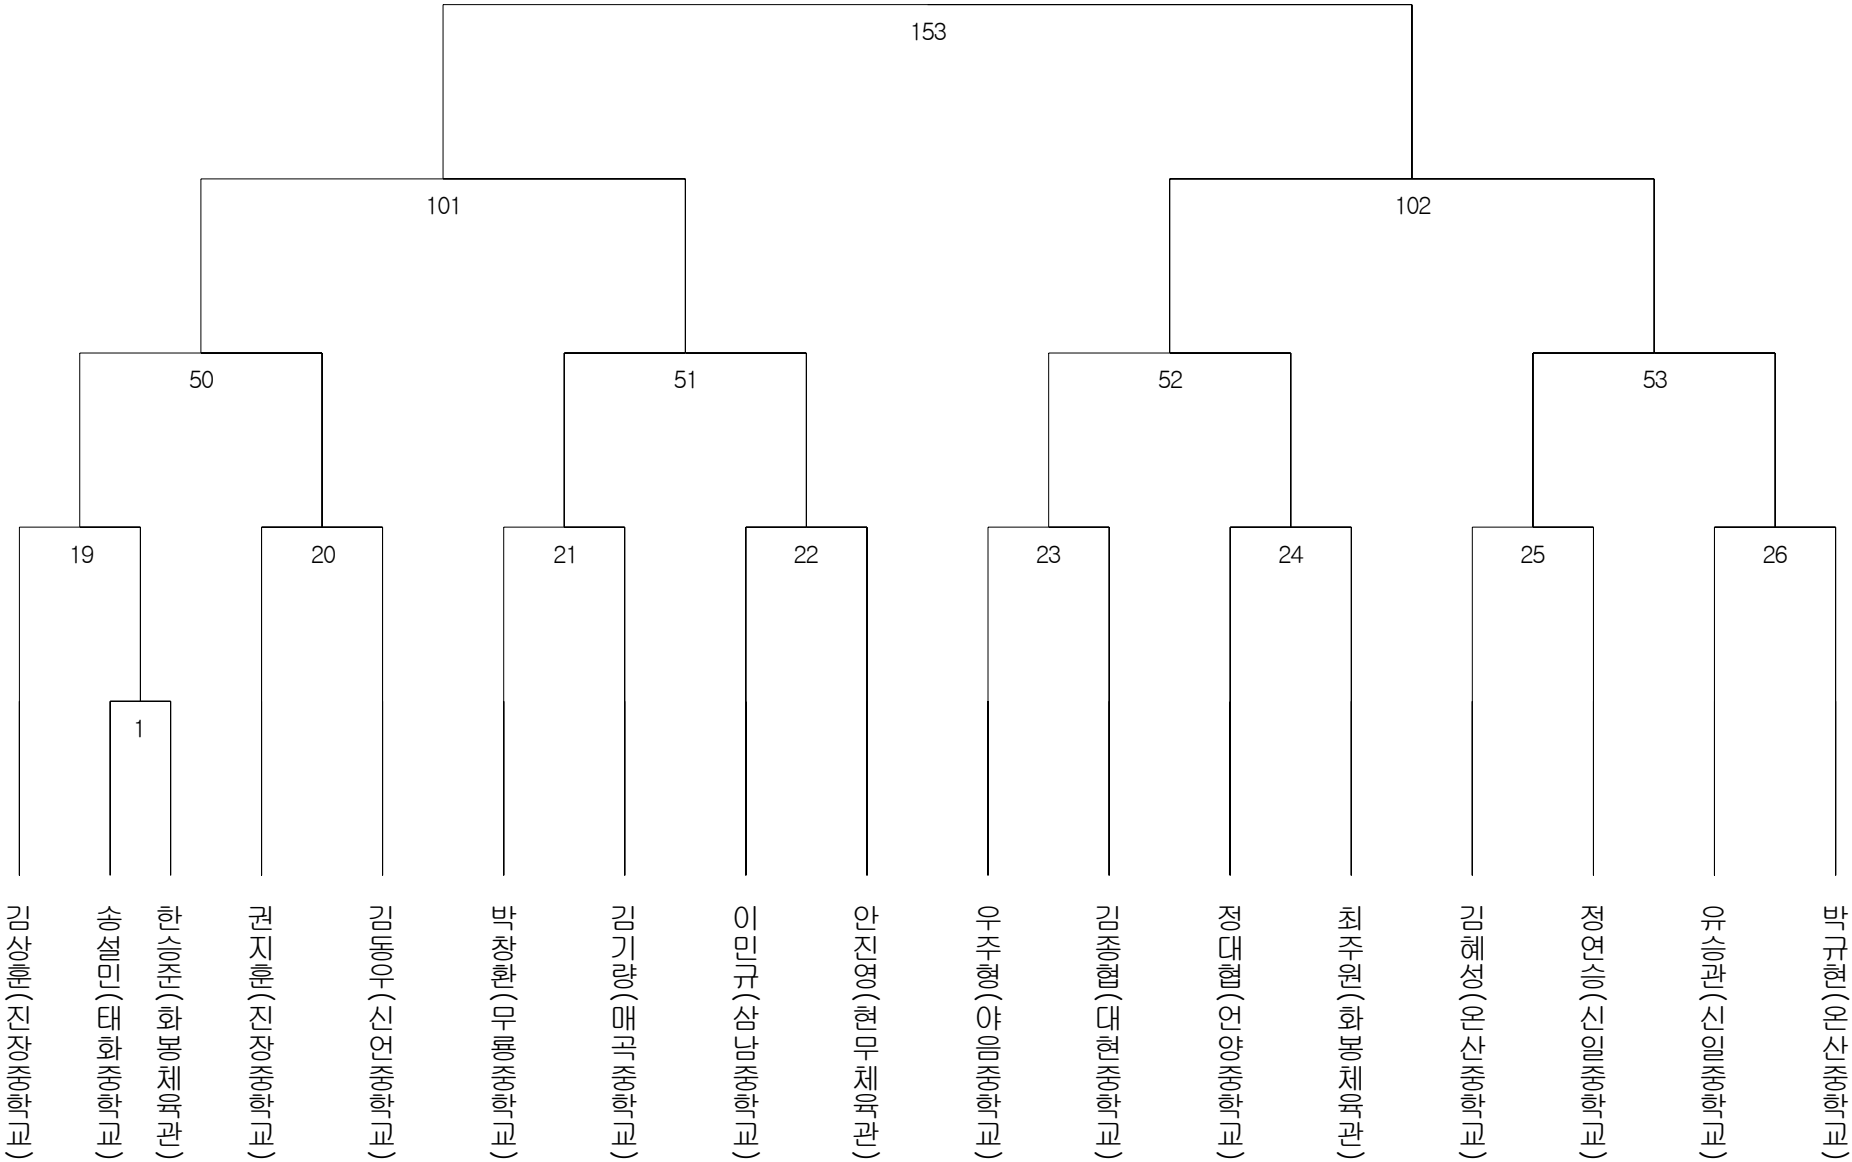 153
101
102
50
51
52
53
19
20
21
22
23
24
25
26
1
김상훈(진장중학교)
송설민(태화중학교)
한승준(화봉체육관)
권지훈(진장중학교)
김동우(신언중학교)
박창환(무룡중학교)
김기량(매곡중학교)
이민규(삼남중학교)
안진영(현무체육관)
우주형(야음중학교)
김종협(대현중학교)
정대협(언양중학교)
최주원(화봉체육관)
김혜성(온산중학교)
정연승(신일중학교)
유승관(신일중학교)
박규현(온산중학교)